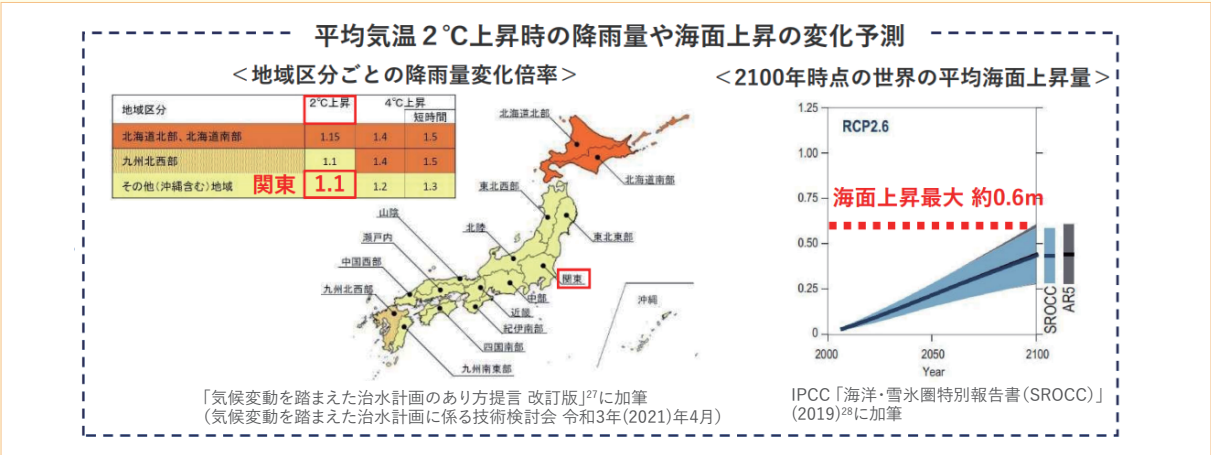 平均気温2℃上昇時の降雨量や海面上昇の変化予測
＜地域区分ごとの降雨量変化倍率＞
地域区分 2℃上昇 4℃上昇
短時間
北海道北部、北海道南部 1.15 1.4 1.5
九州北西部 1.1 1.4 1.5
その他(沖縄含む)地域 関東 1.1 1.2 1.3
北海道北部
北海道南部
東北西部
東北東部
山陰
北陸
瀬戸内
中国西部
関東
九州北西部
中部
沖縄
近畿
紀伊南部
四国南部
九州南東部
「気候変動を踏まえた治水計画のあり方提言 改訂版」27に加筆
(気候変動を踏まえた治水計画に係る技術検討会 令和3年(2021)年4月)
＜2100年時点の世界の平均海面上昇量＞
1.25
RCP2.6
1.00
0.75
海面上昇最大 約0.6m
0.50
0.25
0
2000 2050 2100
Year
SROCC
AR5
IPCC「海洋・雪氷圏特別報告書(SROCC)」
(2019)28に加筆